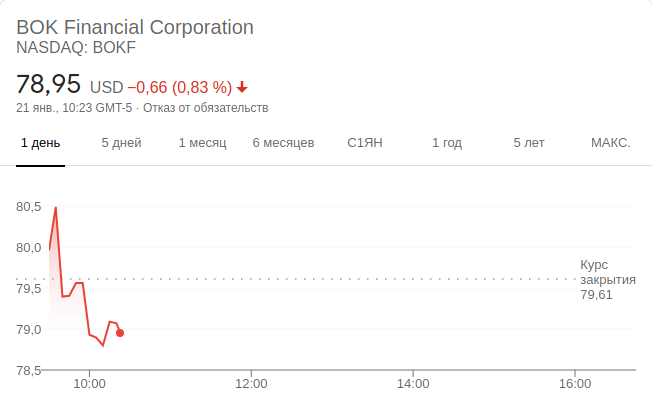 BOK Financial Corporation
NASDAQ: BOKF
78,95 USD −0,66 (0,83 %)
21 янв., 10:23 GMT-5 · Отказ от обязательств
1 день 5 дней 1 месяц 6 месяцев С1ЯН 1 год 5 лет МАКС.
80,5
80,0
Курс
закрытия
79,5
79,61
79,0
78,5
10:00 12:00 14:00 16:00